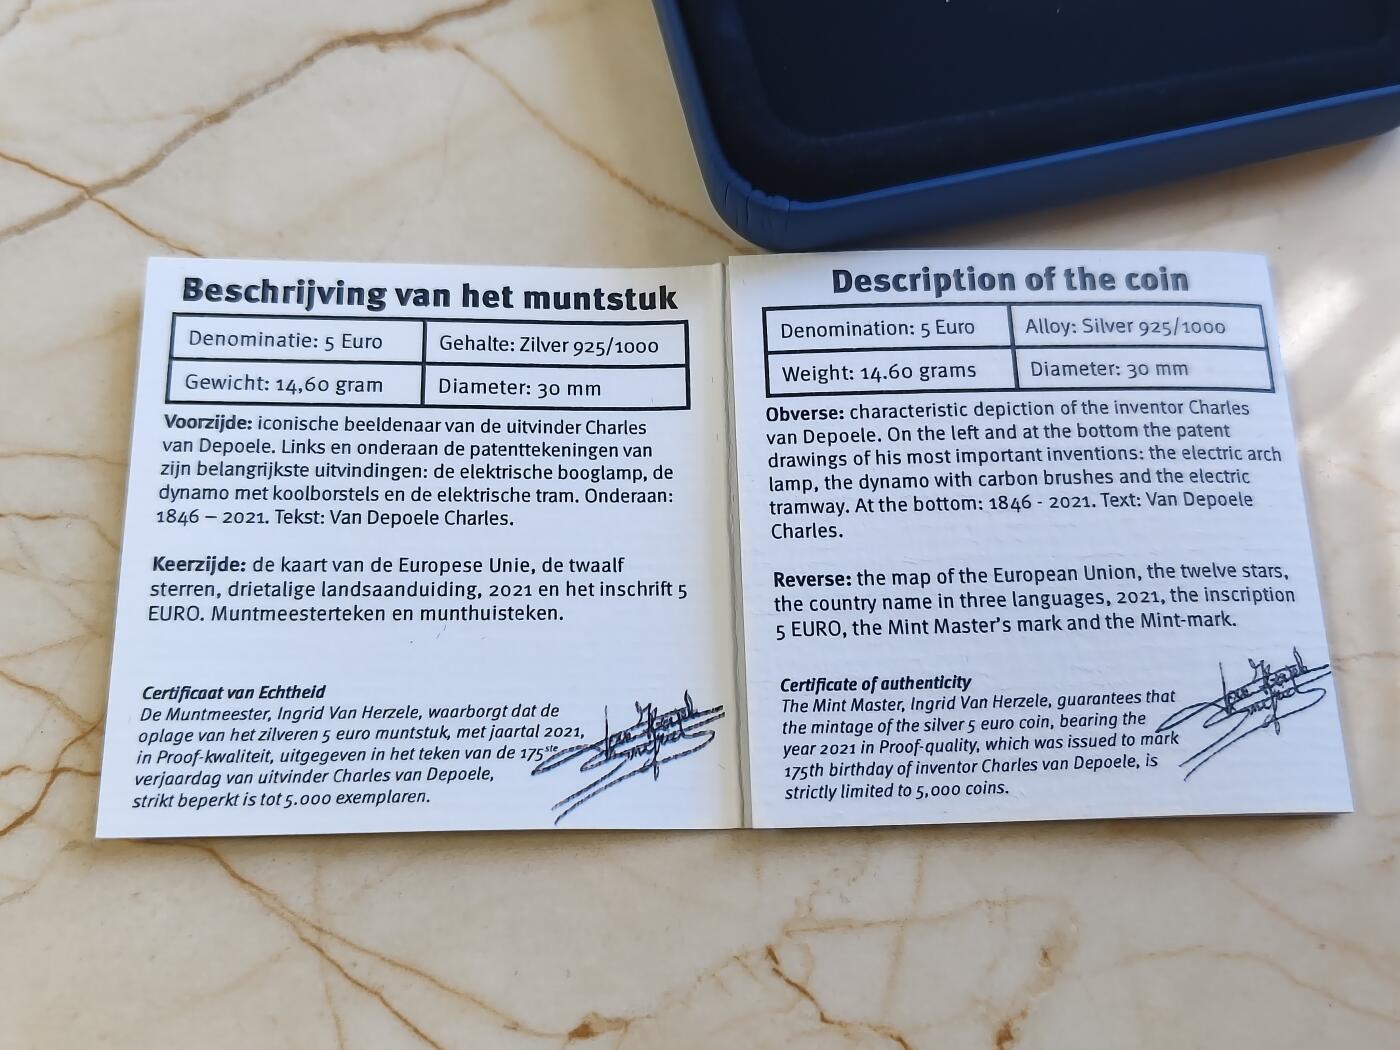 Beschrijving van het muntstuk
Denominatie: 5 Euro
Gehalte: Zilver 925/1000
Gewicht: 14,60 gram
Diameter: 30 mm
Voorzijde: iconische beeldenaar van de uitvinder Charles
van Depoele. Links en onderaan de patenttekeningen van
zijn belangrijkste uitvindingen: de elektrische booglamp, de
dynamo met koolborstels en de elektrische tram. Onderaan:
1846 – 2021. Tekst: Van Depoele Charles.
Keerzijde: de kaart van de Europese Unie, de twaalf
sterren, drietalige landsaanduiding, 2021 en het inschrift 5
EURO. Muntmeesterteken en munthuisteken.
Certificaat van Echtheid
De Muntmeester, Ingrid Van Herzele, waarborgt dat de
oplage van het zilveren 5 euro muntstuk, met jaartal 2021,
in Proof-kwaliteit, uitgegeven in het teken van de 175ste
verjaardag van uitvinder Charles van Depoele,
strikt beperkt is tot 5.000 exemplaren.
Description of the coin
Denomination: 5 Euro
Alloy: Silver 925/1000
Weight: 14.60 grams
Diameter: 30 mm
Obverse: characteristic depiction of the inventor Charles
van Depoele. On the left and at the bottom the patent
drawings of his most important inventions: the electric arch
lamp, the dynamo with carbon brushes and the electric
tramway. At the bottom: 1846 - 2021. Text: Van Depoele
Charles.
Reverse: the map of the European Union, the twelve stars,
the country name in three languages, 2021, the inscription
5 EURO, the Mint Master's mark and the Mint-mark.
Certificate of authenticity
The Mint Master, Ingrid Van Herzele, guarantees that
the mintage of the silver 5 euro coin, bearing the
year 2021 in Proof-quality, which was issued to mark
175th birthday of inventor Charles van Depoele, is
strictly limited to 5,000 coins.